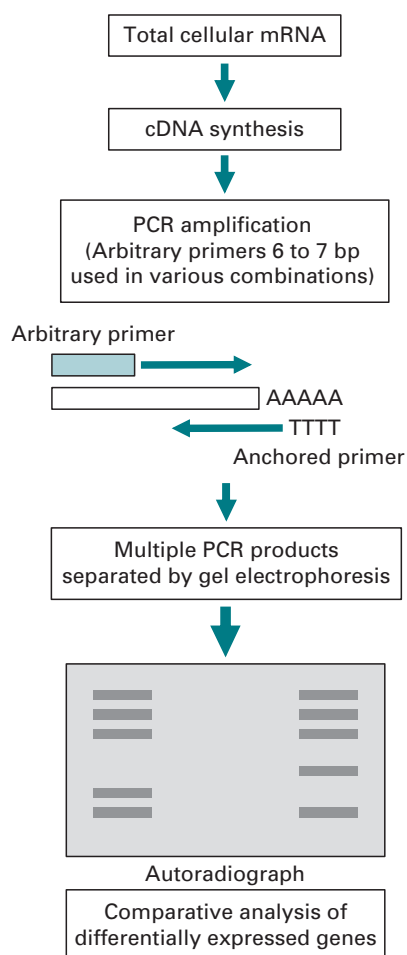 Total cellular mRNA
cDNA synthesis
PCR amplification
(Arbitrary primers 6 to 7 bp
used in various combinations)
Arbitrary primer
AAAAA
TTTT
Anchored primer
Multiple PCR products
separated by gel electrophoresis
Autoradiograph
Comparative analysis of
differentially expressed genes